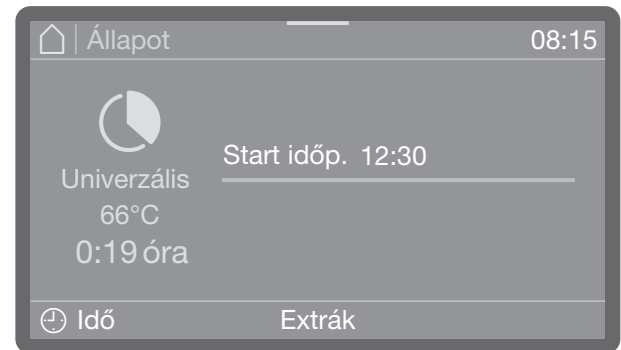 Állapot 08:15
Start időp. 12:30
Univerzális
66°C
0:19 óra
Idő Extrák